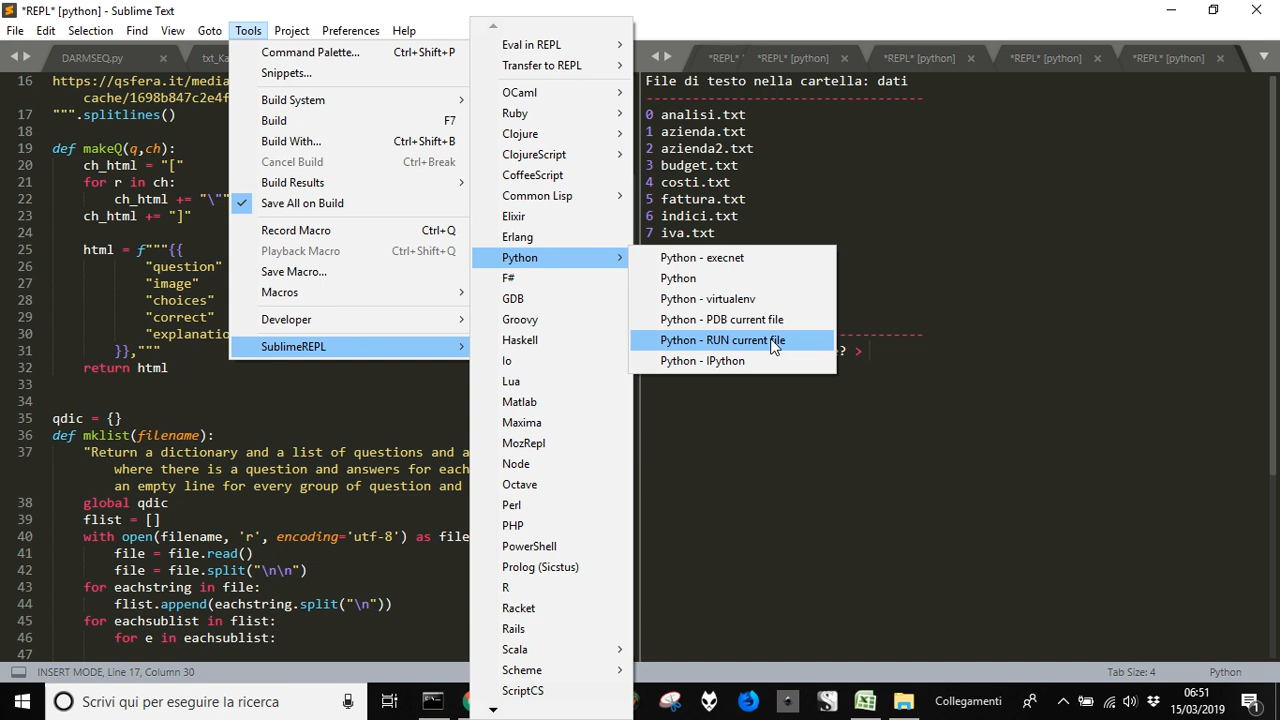 *REPL* [python] - Sublime Text
File Edit Selection Find View Goto Tools Project Preferences Help
DARMSEQ.py
txt_Ka
*REPL*
*REPL* [python]
*REPL* [python]
*REPL* [python]
*REPL* [python]
16 https://qsfera.it/media
cache/1698b847c2e4f
17 """.splitlines()
18
19 def makeQ(q,ch):
20 ch_html = "["
21 for r in ch:
22 ch_html += "\""
23 ch_html += "]"
24
25 html = f"""{{
26 "question"
27 "image"
28 "choices"
29 "correct"
30 "explanatio
31 }},"""
32 return html
33
34
35 qdic = {}
36 def mklist(filename):
37 "Return a dictionary and a list of questions and a
where there is a question and answers for each
an empty line for every group of question and
38 global qdic
39 flist = []
40 with open(filename, 'r', encoding='utf-8') as file
41 file = file.read()
42 file = file.split("\n\n")
43 for eachstring in file:
44 flist.append(eachstring.split("\n"))
45 for eachsublist in flist:
46 for e in eachsublist:
47
Command Palette... Ctrl+Shift+P
Snippets...
Build System
Build F7
Build With... Ctrl+Shift+B
Cancel Build Ctrl+Break
Build Results
Save All on Build
Record Macro Ctrl+Q
Playback Macro Ctrl+Shift+Q
Save Macro...
Macros
Developer
SublimeREPL
Eval in REPL
Transfer to REPL
OCaml
Ruby
Clojure
ClojureScript
CoffeeScript
Common Lisp
Elixir
Erlang
Python
F#
GDB
Groovy
Haskell
Io
Lua
Matlab
Maxima
MozRepl
Node
Octave
Perl
PHP
PowerShell
Prolog (Sicstus)
R
Racket
Rails
Scala
Scheme
ScriptCS
Python - execnet
Python
Python - virtualenv
Python - PDB current file
Python - RUN current file
Python - IPython
File di testo nella cartella: dati
-----------------------------------
0 analisi.txt
1 azienda.txt
2 azienda2.txt
3 budget.txt
4 costi.txt
5 fattura.txt
6 indici.txt
7 iva.txt
? >
INSERT MODE, Line 17, Column 30
Tab Size: 4
Python
Scrivi qui per eseguire la ricerca
Collegamenti
06:51
15/03/2019
1